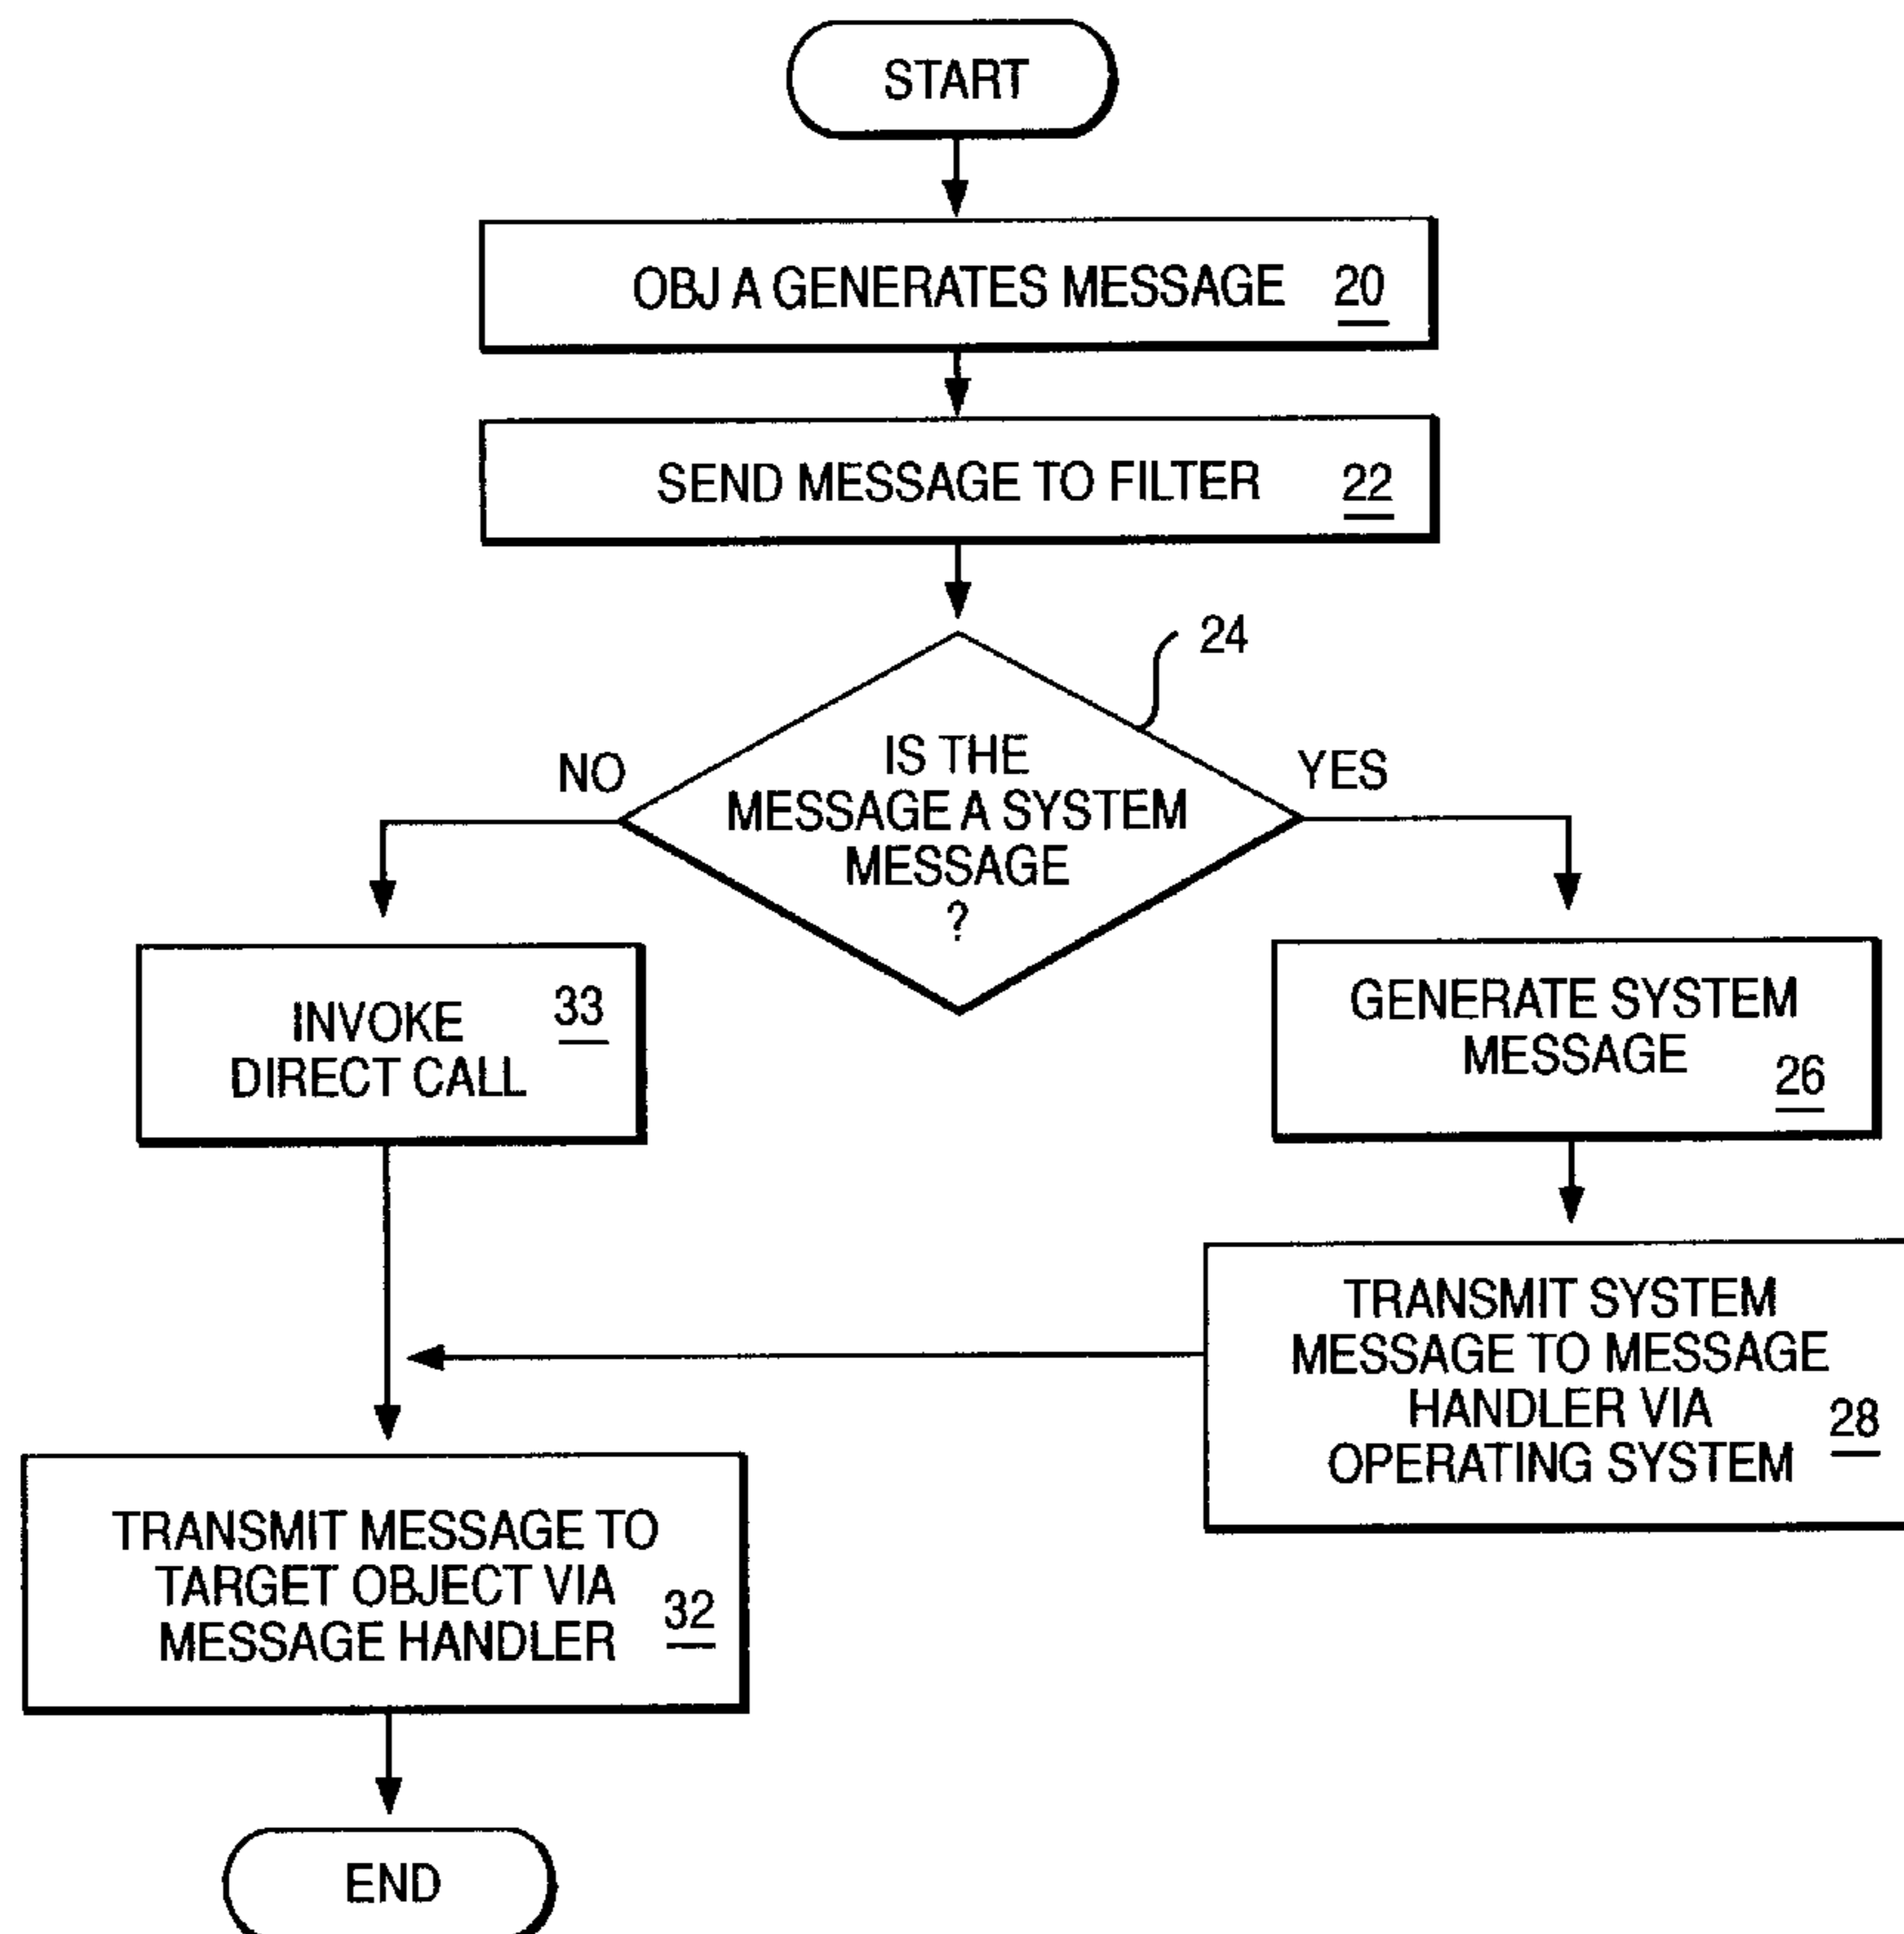 START
OBJ A GENERATES MESSAGE 20
SEND MESSAGE TO FILTER 22
24
IS THE
MESSAGE A SYSTEM
MESSAGE
?
NO
YES
INVOKE 33
DIRECT CALL
GENERATE SYSTEM
MESSAGE 26
TRANSMIT SYSTEM
MESSAGE TO MESSAGE
HANDLER VIA 28
OPERATING SYSTEM
TRANSMIT MESSAGE TO
TARGET OBJECT VIA
MESSAGE HANDLER 32
END